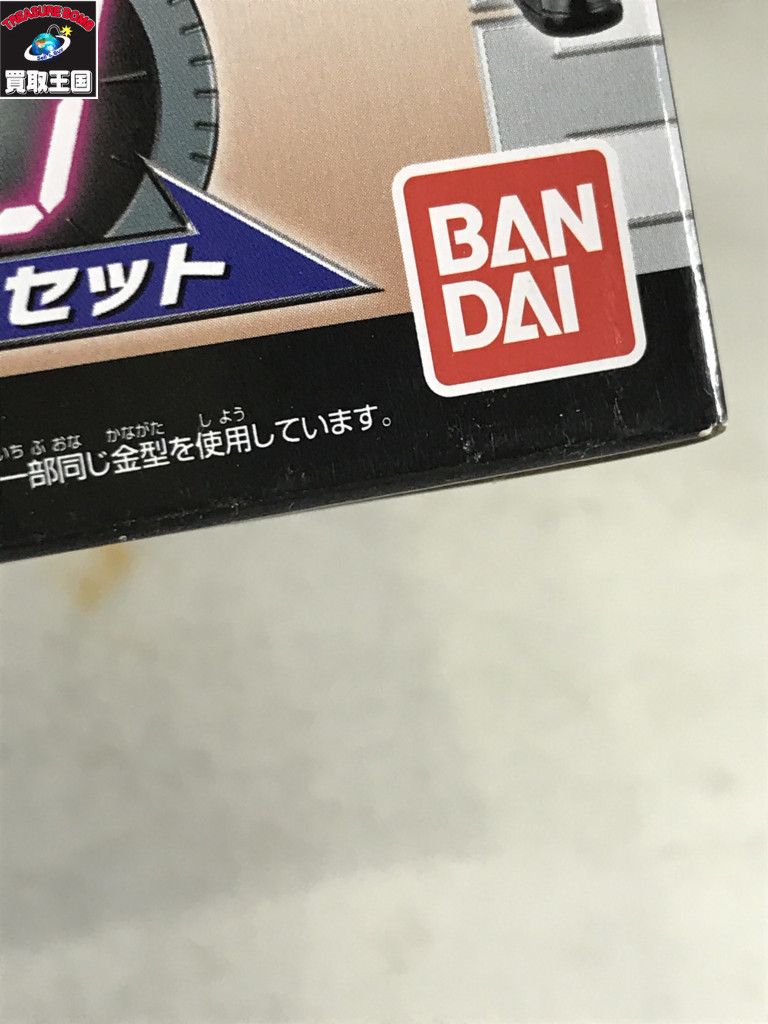 TREASURE BOMB
買取王国
セット
BAN
DAI
いちぶおな かながた しよう
一部同じ金型を使用しています。